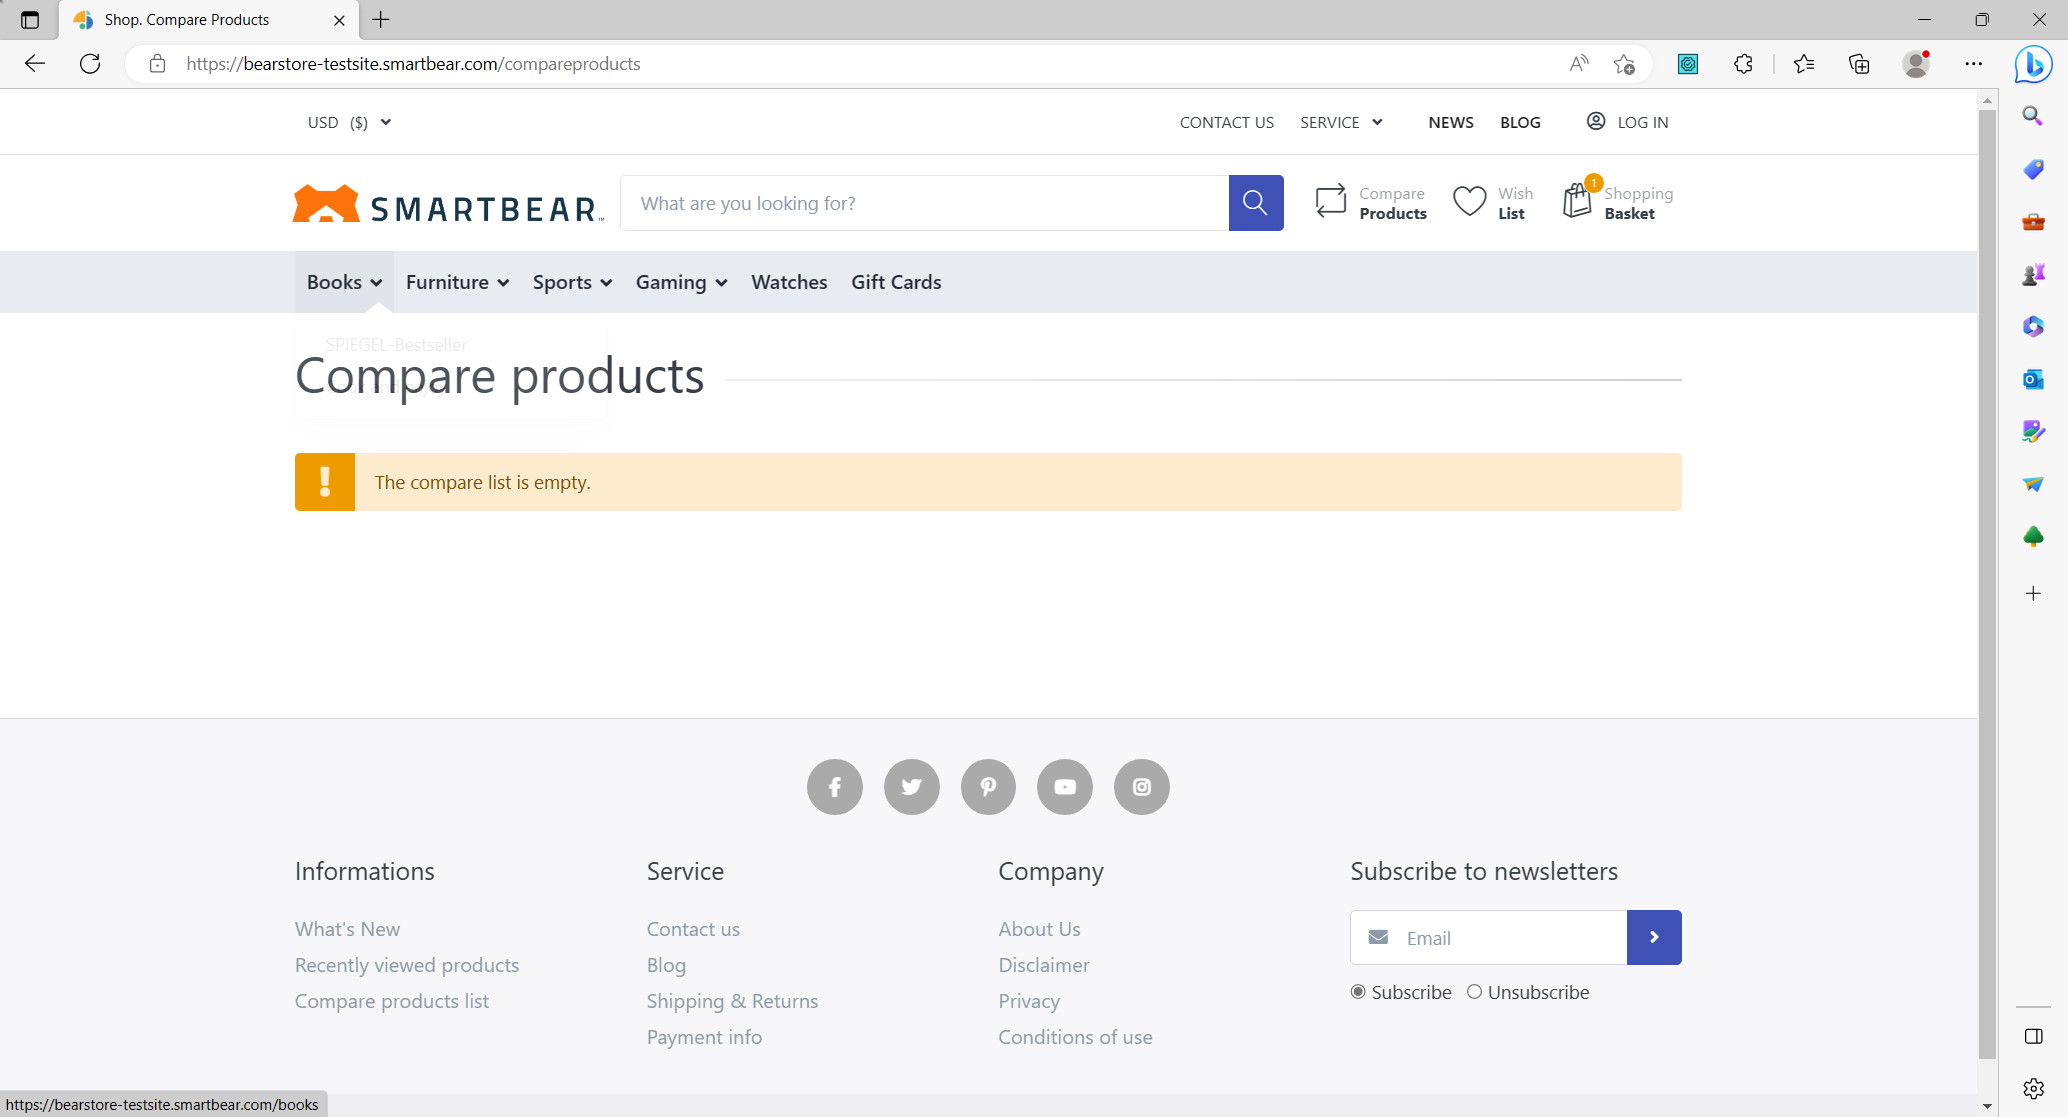 Shop. Compare Products
https://bearstore-testsite.smartbear.com/compareproducts
USD ($)
CONTACT US SERVICE NEWS BLOG LOG IN
SMARTBEAR
What are you looking for?
Compare Products
Wish List
1
Shopping Basket
Books Furniture Sports Gaming Watches Gift Cards
SPIEGEL-Bestseller
Compare products
The compare list is empty.
Informations
What's New
Recently viewed products
Compare products list
Service
Contact us
Blog
Shipping & Returns
Payment info
Company
About Us
Disclaimer
Privacy
Conditions of use
Subscribe to newsletters
Email
Subscribe Unsubscribe
https://bearstore-testsite.smartbear.com/books